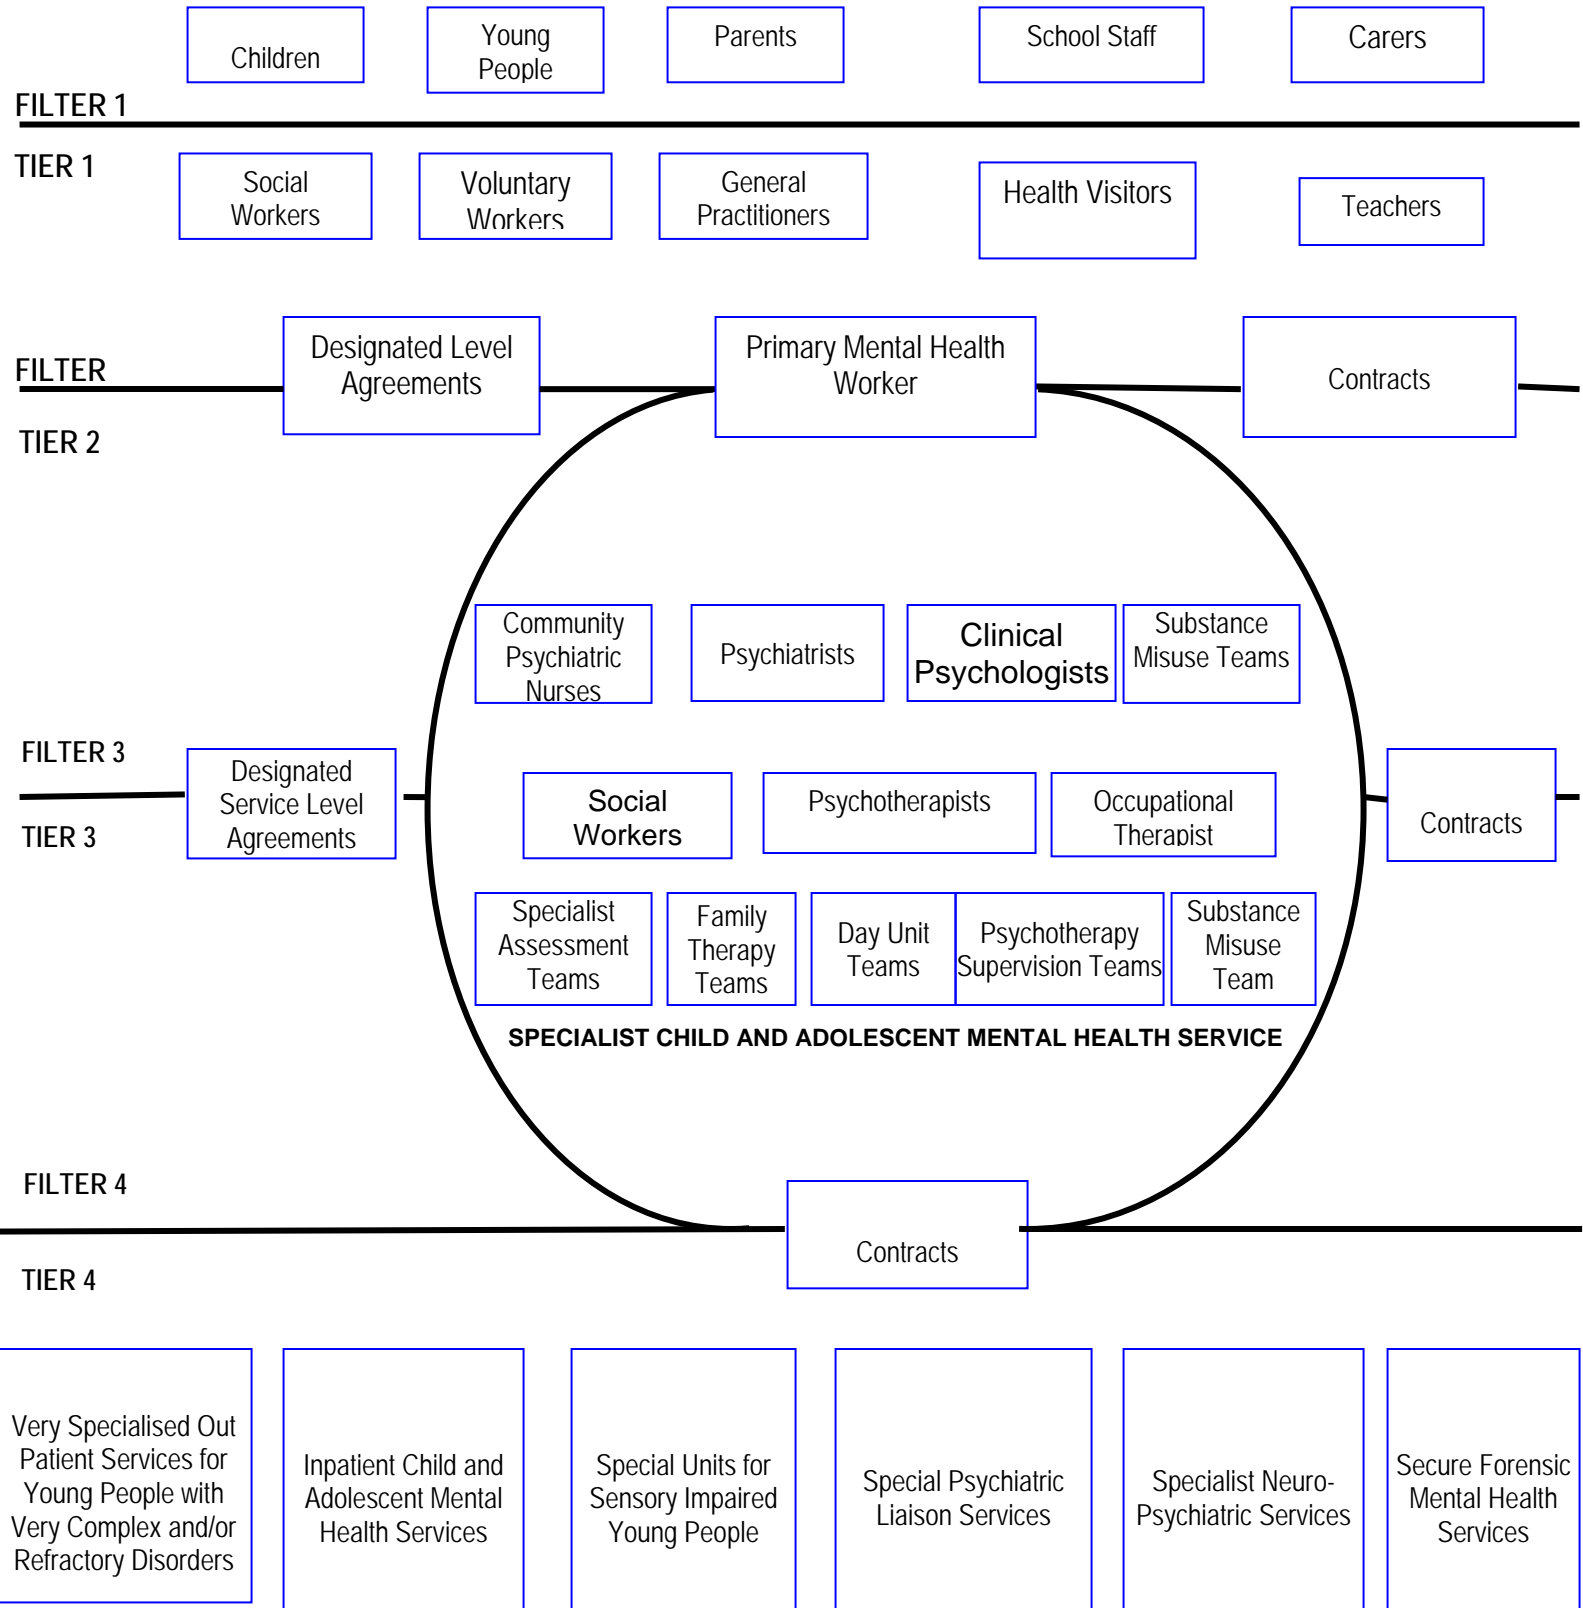 Children
Young
People
Parents
School Staff
Carers
FILTER 1
TIER 1
Social
Workers
Voluntary
Workers
General
Practitioners
Health Visitors
Teachers
FILTER
Designated Level
Agreements
Primary Mental Health
Worker
Contracts
TIER 2
Community
Psychiatric
Nurses
Psychiatrists
Clinical
Psychologists
Substance
Misuse Teams
FILTER 3
Designated
Service Level
Agreements
TIER 3
Social
Workers
Psychotherapists
Occupational
Therapist
Contracts
Specialist
Assessment
Teams
Family
Therapy
Teams
Day Unit
Teams
Psychotherapy
Supervision Teams
Substance
Misuse
Team
SPECIALIST CHILD AND ADOLESCENT MENTAL HEALTH SERVICE
FILTER 4
Contracts
TIER 4
Very Specialised Out
Patient Services for
Young People with
Very Complex and/or
Refractory Disorders
Inpatient Child and
Adolescent Mental
Health Services
Special Units for
Sensory Impaired
Young People
Special Psychiatric
Liaison Services
Specialist Neuro-
Psychiatric Services
Secure Forensic
Mental Health
Services